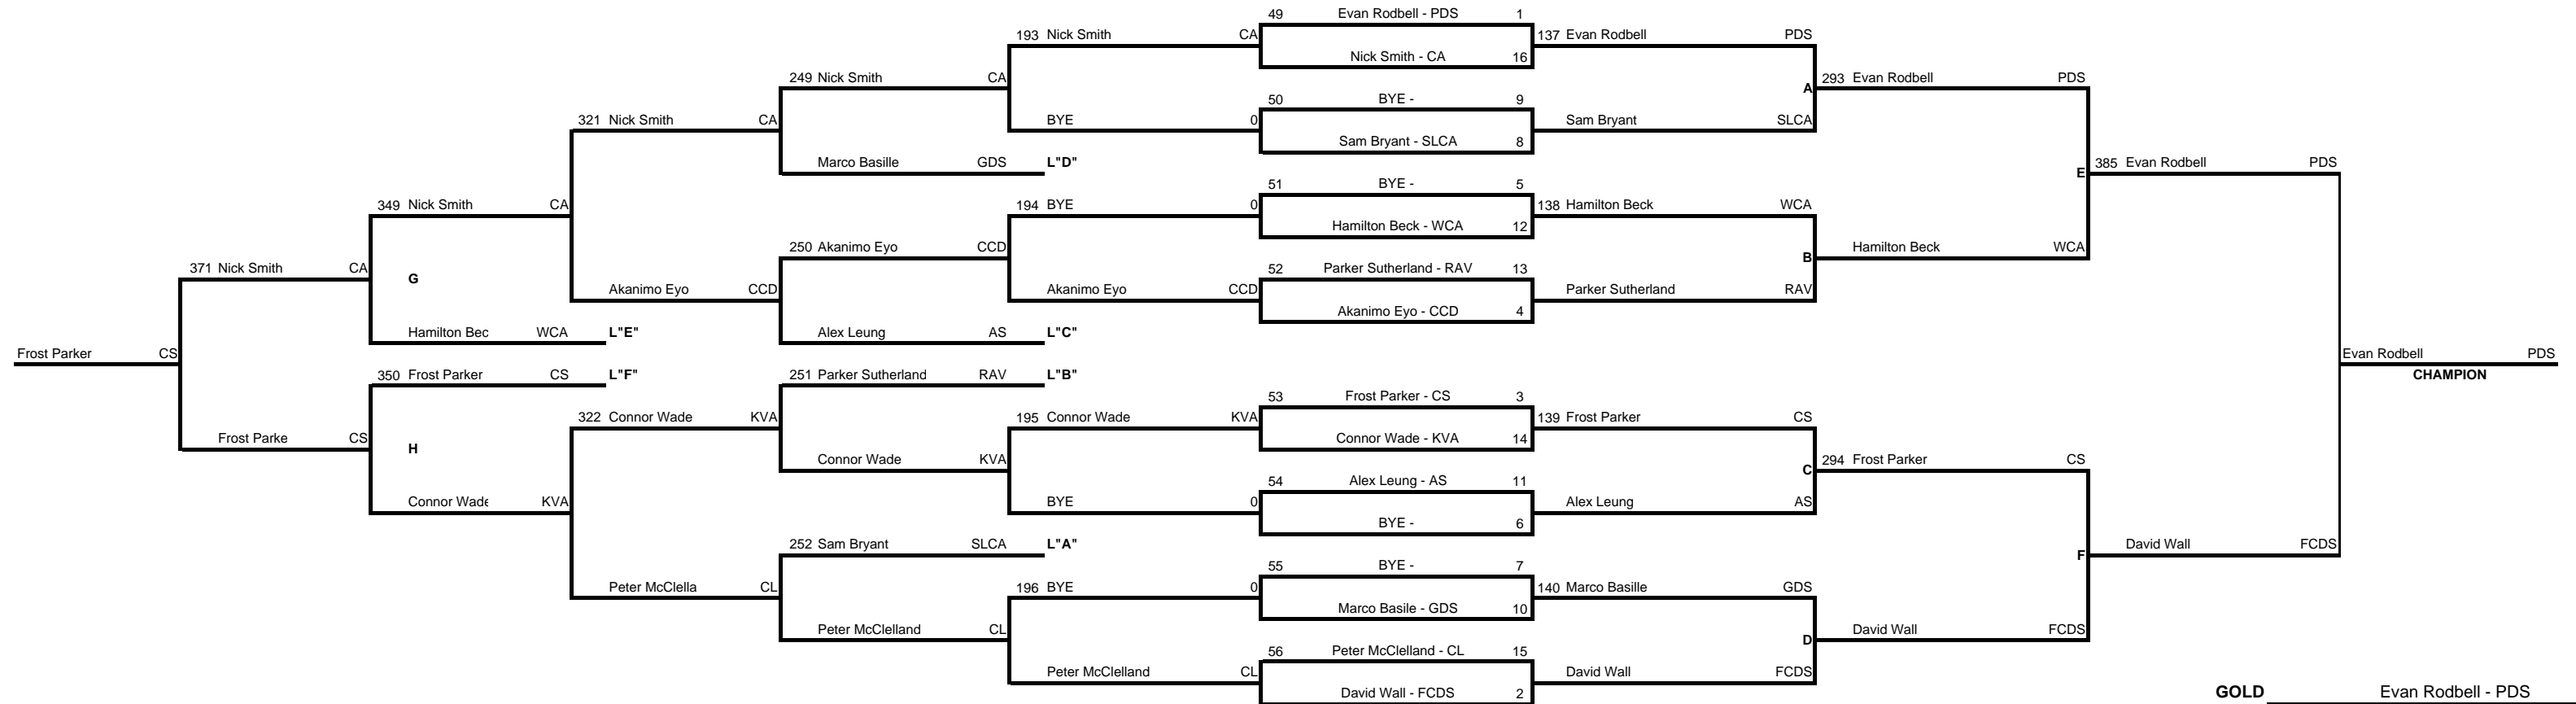 49 Evan Rodbell - PDS 1
193 Nick Smith CA 137 Evan Rodbell PDS
Nick Smith - CA 16
249 Nick Smith CA A 293 Evan Rodbell PDS
50 BYE - 9
321 Nick Smith CA BYE 0 Sam Bryant SLCA
Sam Bryant - SLCA 8
Marco Basille GDS L"D" E 385 Evan Rodbell PDS
51 BYE - 5
349 Nick Smith CA 194 BYE 0 138 Hamilton Beck WCA
Hamilton Beck - WCA 12
250 Akanimo Eyo CCD B Hamilton Beck WCA
371 Nick Smith CA G 52 Parker Sutherland - RAV 13
Akanimo Eyo CCD Akanimo Eyo CCD Parker Sutherland RAV
Akanimo Eyo - CCD 4
Hamilton Bec WCA L"E" Alex Leung AS L"C"
Frost Parker CS Evan Rodbell PDS
350 Frost Parker CS L"F" 251 Parker Sutherland RAV L"B" CHAMPION
53 Frost Parker - CS 3
322 Connor Wade KVA 195 Connor Wade KVA 139 Frost Parker CS
Frost Parke CS H Connor Wade - KVA 14
Connor Wade KVA C 294 Frost Parker CS
54 Alex Leung - AS 11
Connor Wade KVA BYE 0 Alex Leung AS
BYE - 6
252 Sam Bryant SLCA L"A" F David Wall FCDS
55 BYE - 7
Peter McClella CL 196 BYE 0 140 Marco Basille GDS
Marco Basile - GDS 10
Peter McClelland CL D David Wall FCDS
56 Peter McClelland - CL 15
Peter McClelland CL David Wall FCDS
David Wall - FCDS 2
GOLD Evan Rodbell - PDS